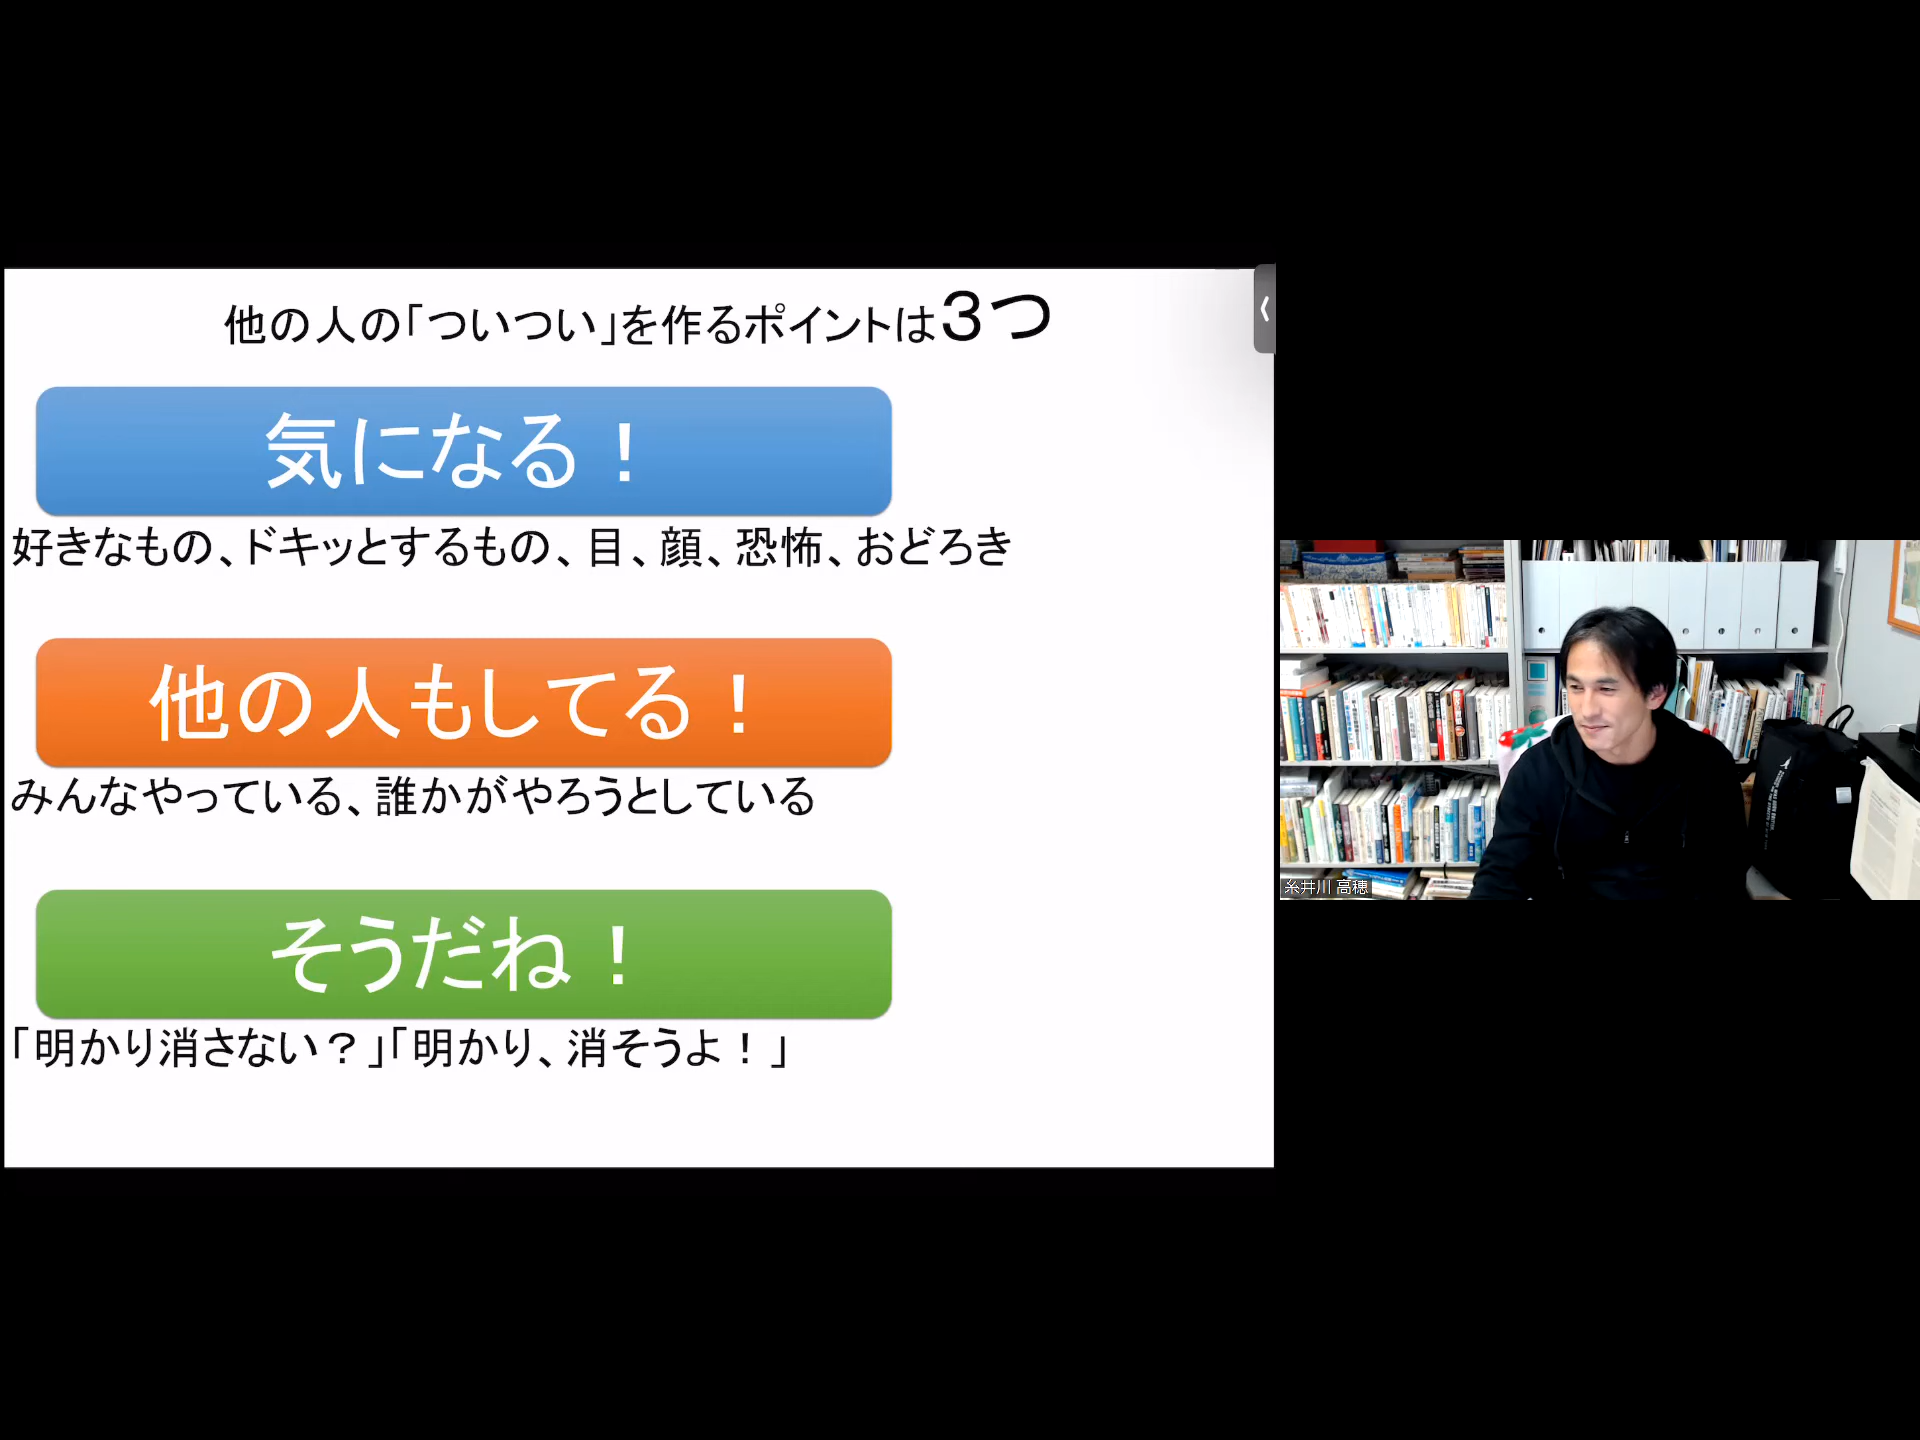 他の人の「ついつい」を作るポイントは3つ
気になる！
好きなもの、ドキッとするもの、目、顔、恐怖、おどろき
他の人もしてる！
みんなやっている、誰かがやろうとしている
そうだね！
「明かり消さない？」「明かり、消そうよ！」
糸井川 高穂